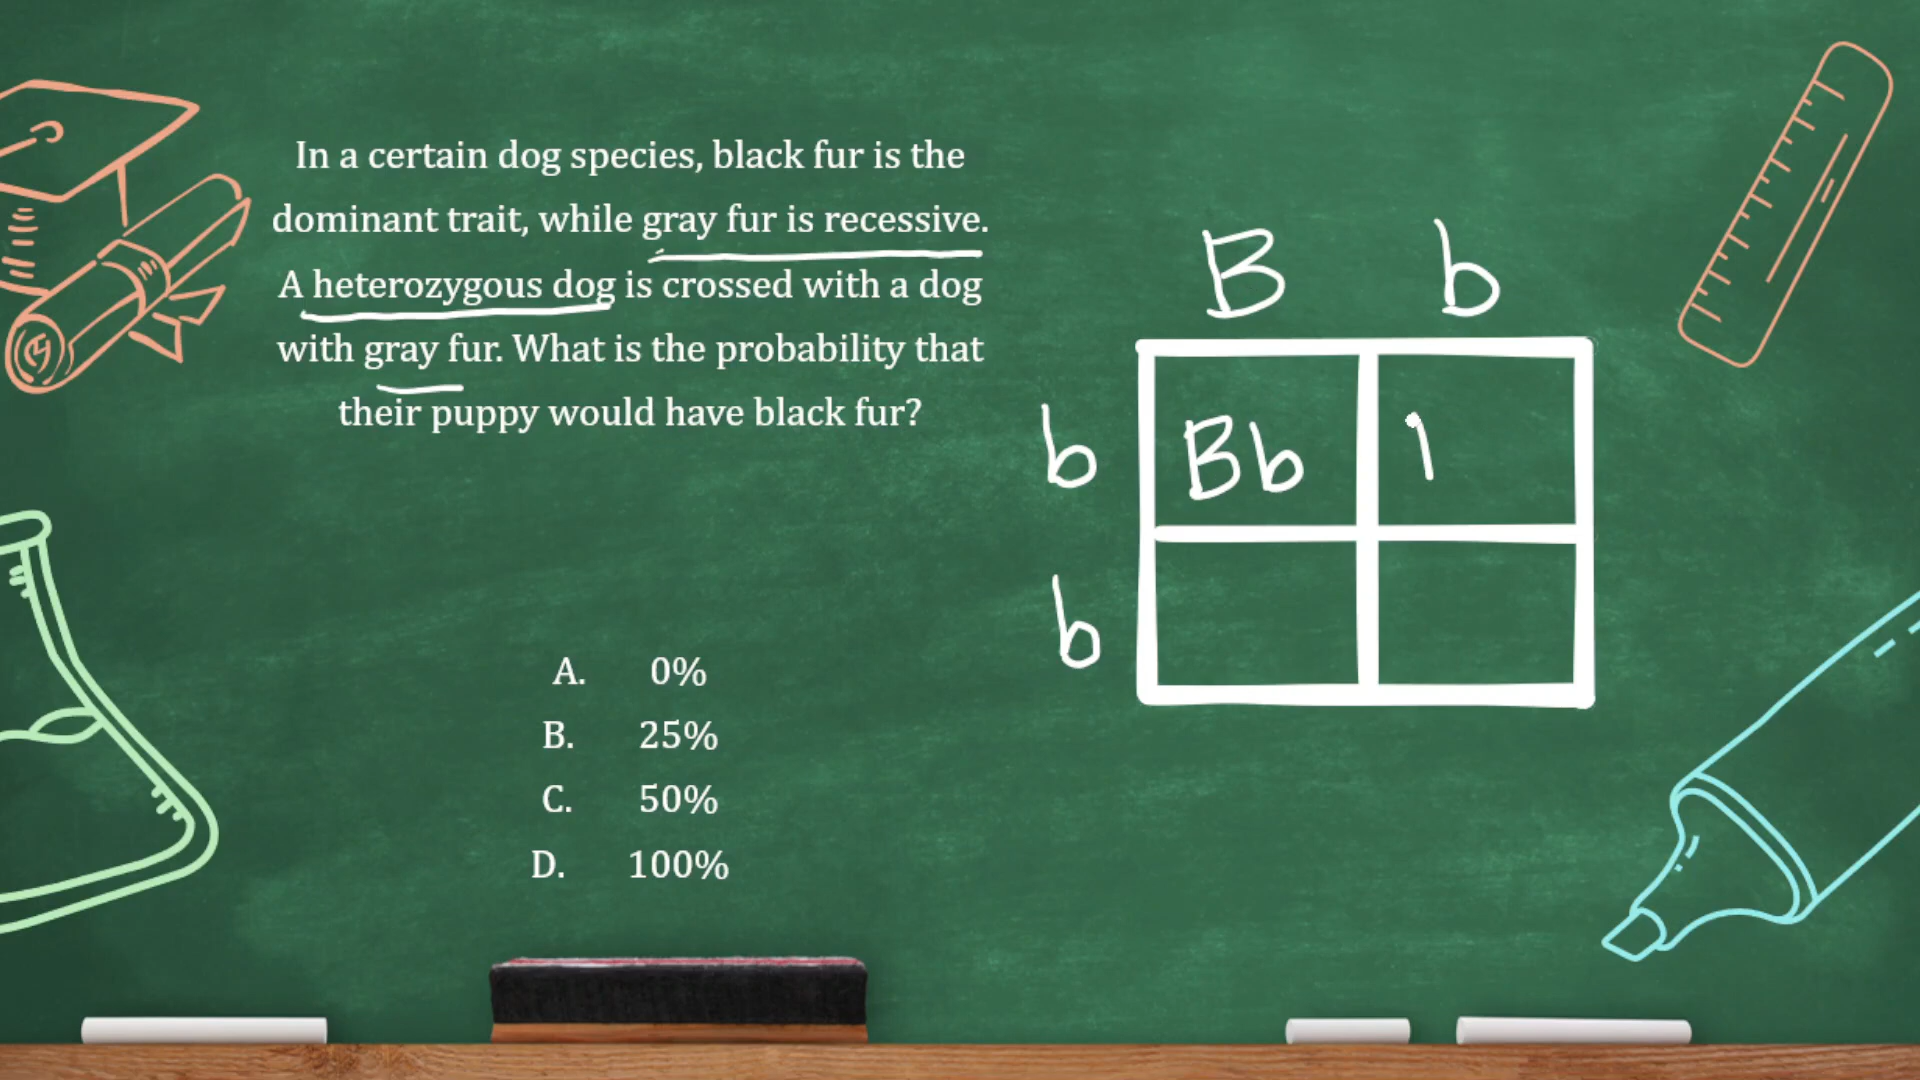 In a certain dog species, black fur is the
dominant trait, while gray fur is recessive.
A heterozygous dog is crossed with a dog
with gray fur. What is the probability that
their puppy would have black fur?
A. 0%
B. 25%
C. 50%
D. 100%
B b
b Bb
b